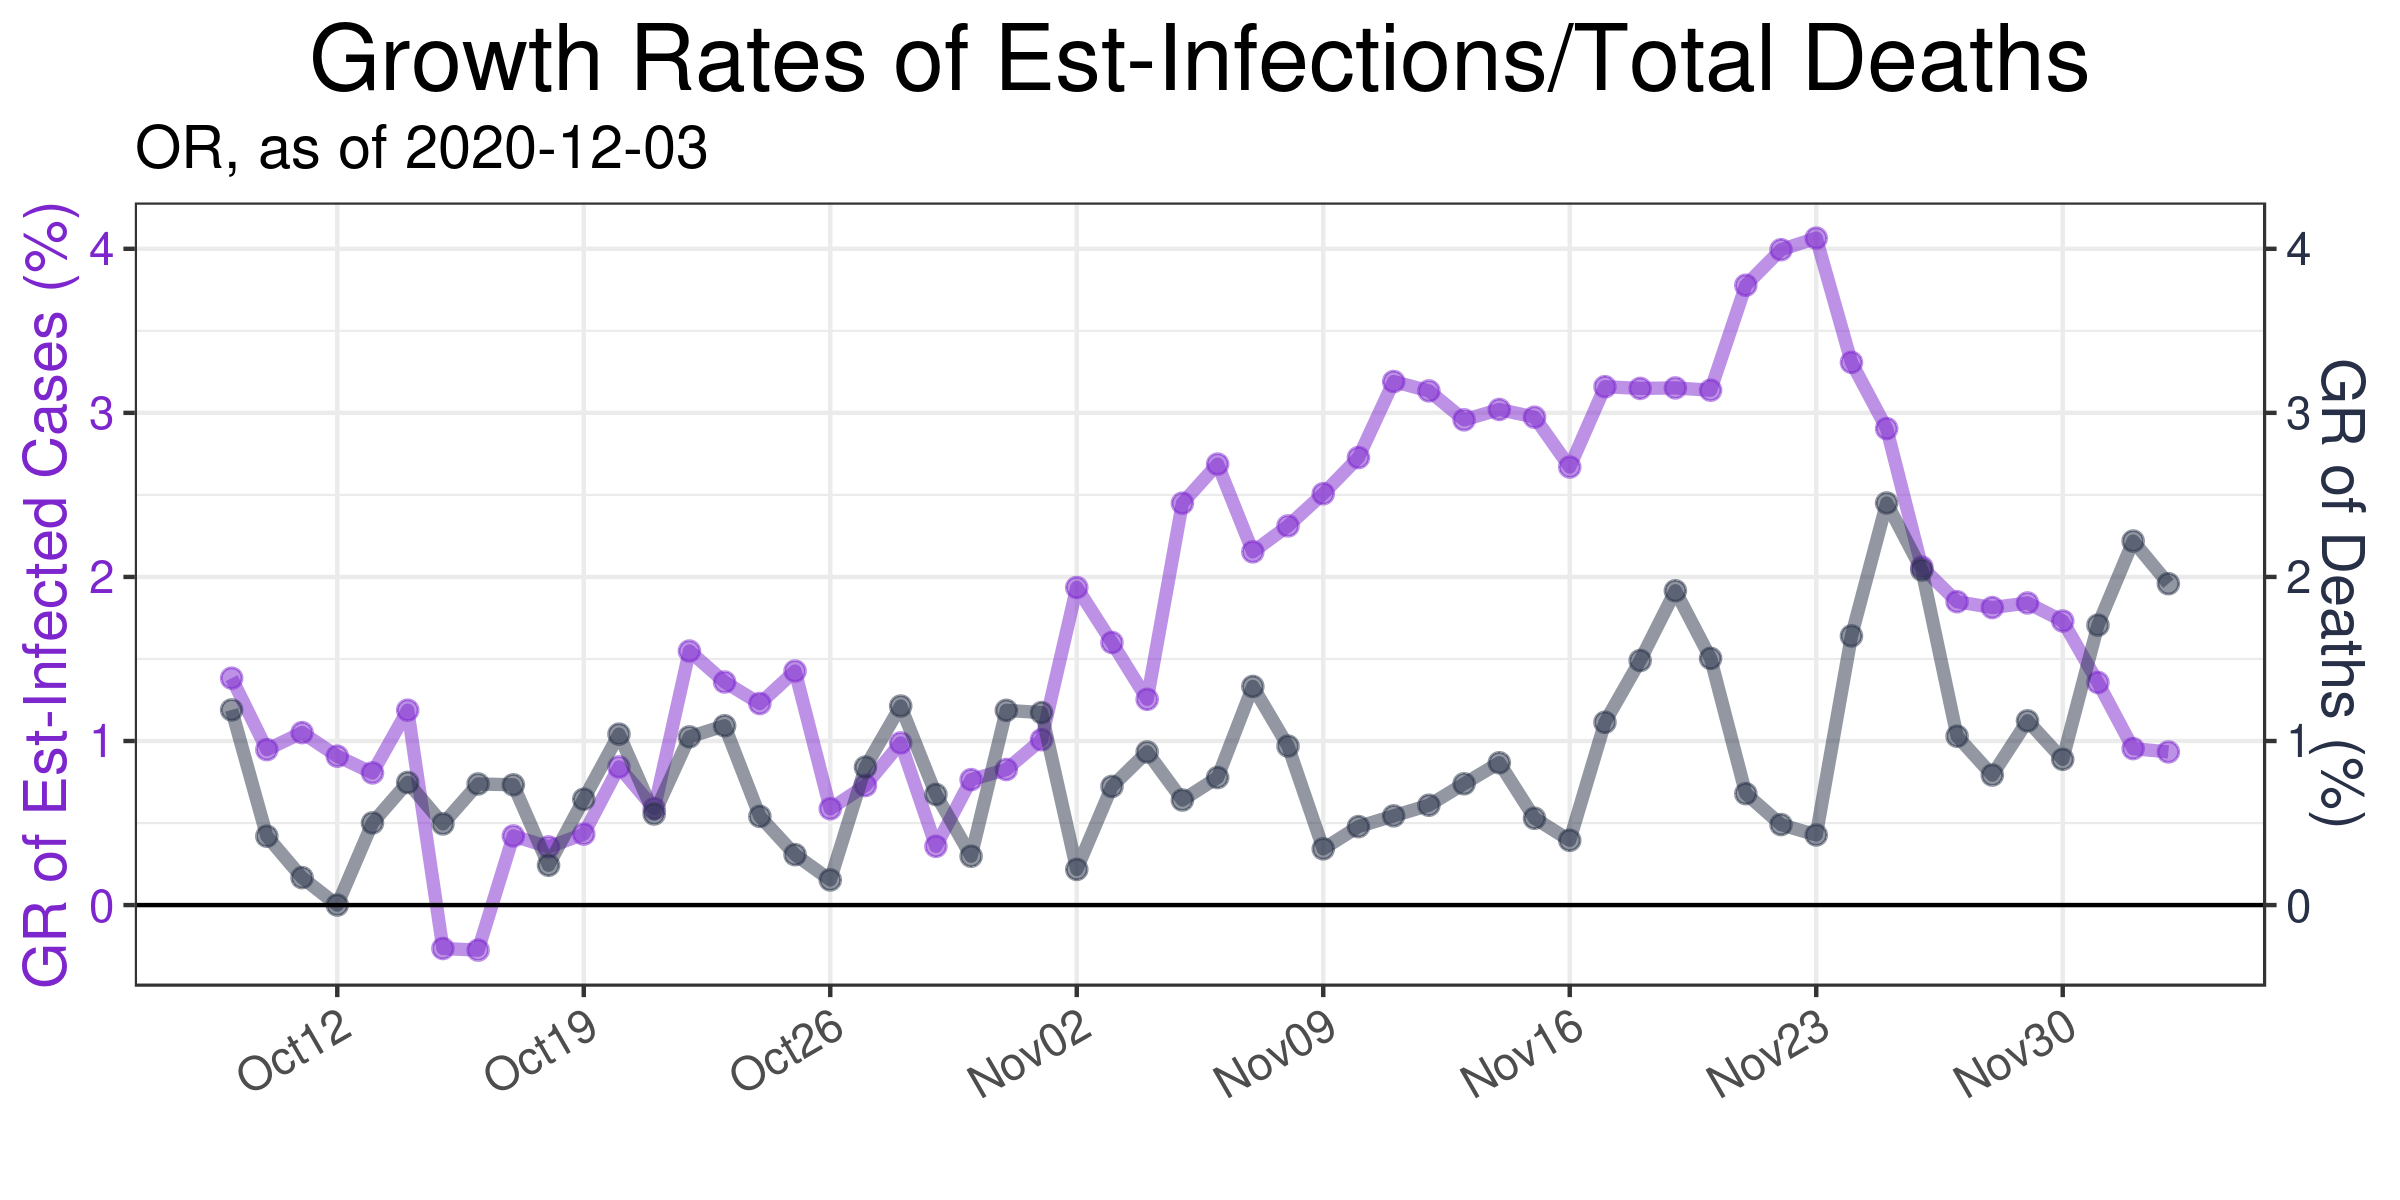 Growth Rates of Est-Infections/Total Deaths
OR, as of 2020-12-03
GR of Est-Infected Cases (%)
4
3
2
1
0
4
3
2
1
0
GR of Deaths (%)
Oct12
Oct19
Oct26
Nov02
Nov09
Nov16
Nov23
Nov30